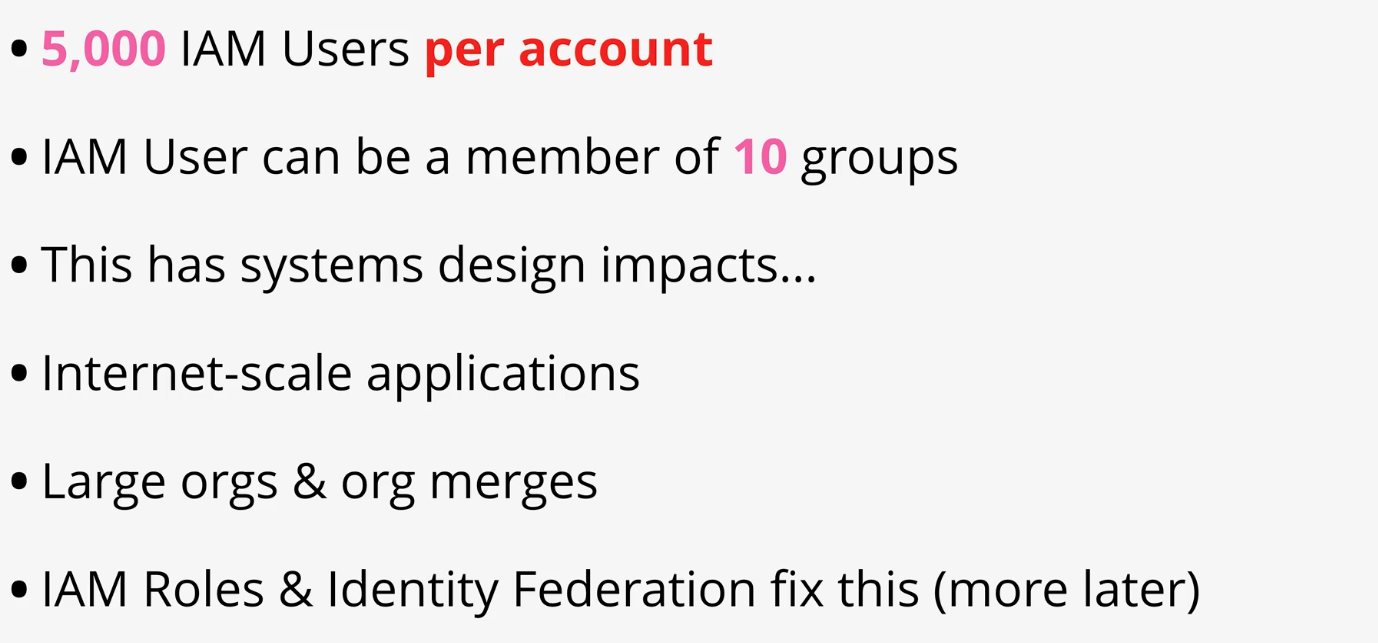 • 5,000 IAM Users per account
• IAM User can be a member of 10 groups
• This has systems design impacts...
• Internet-scale applications
• Large orgs & org merges
• IAM Roles & Identity Federation fix this (more later)